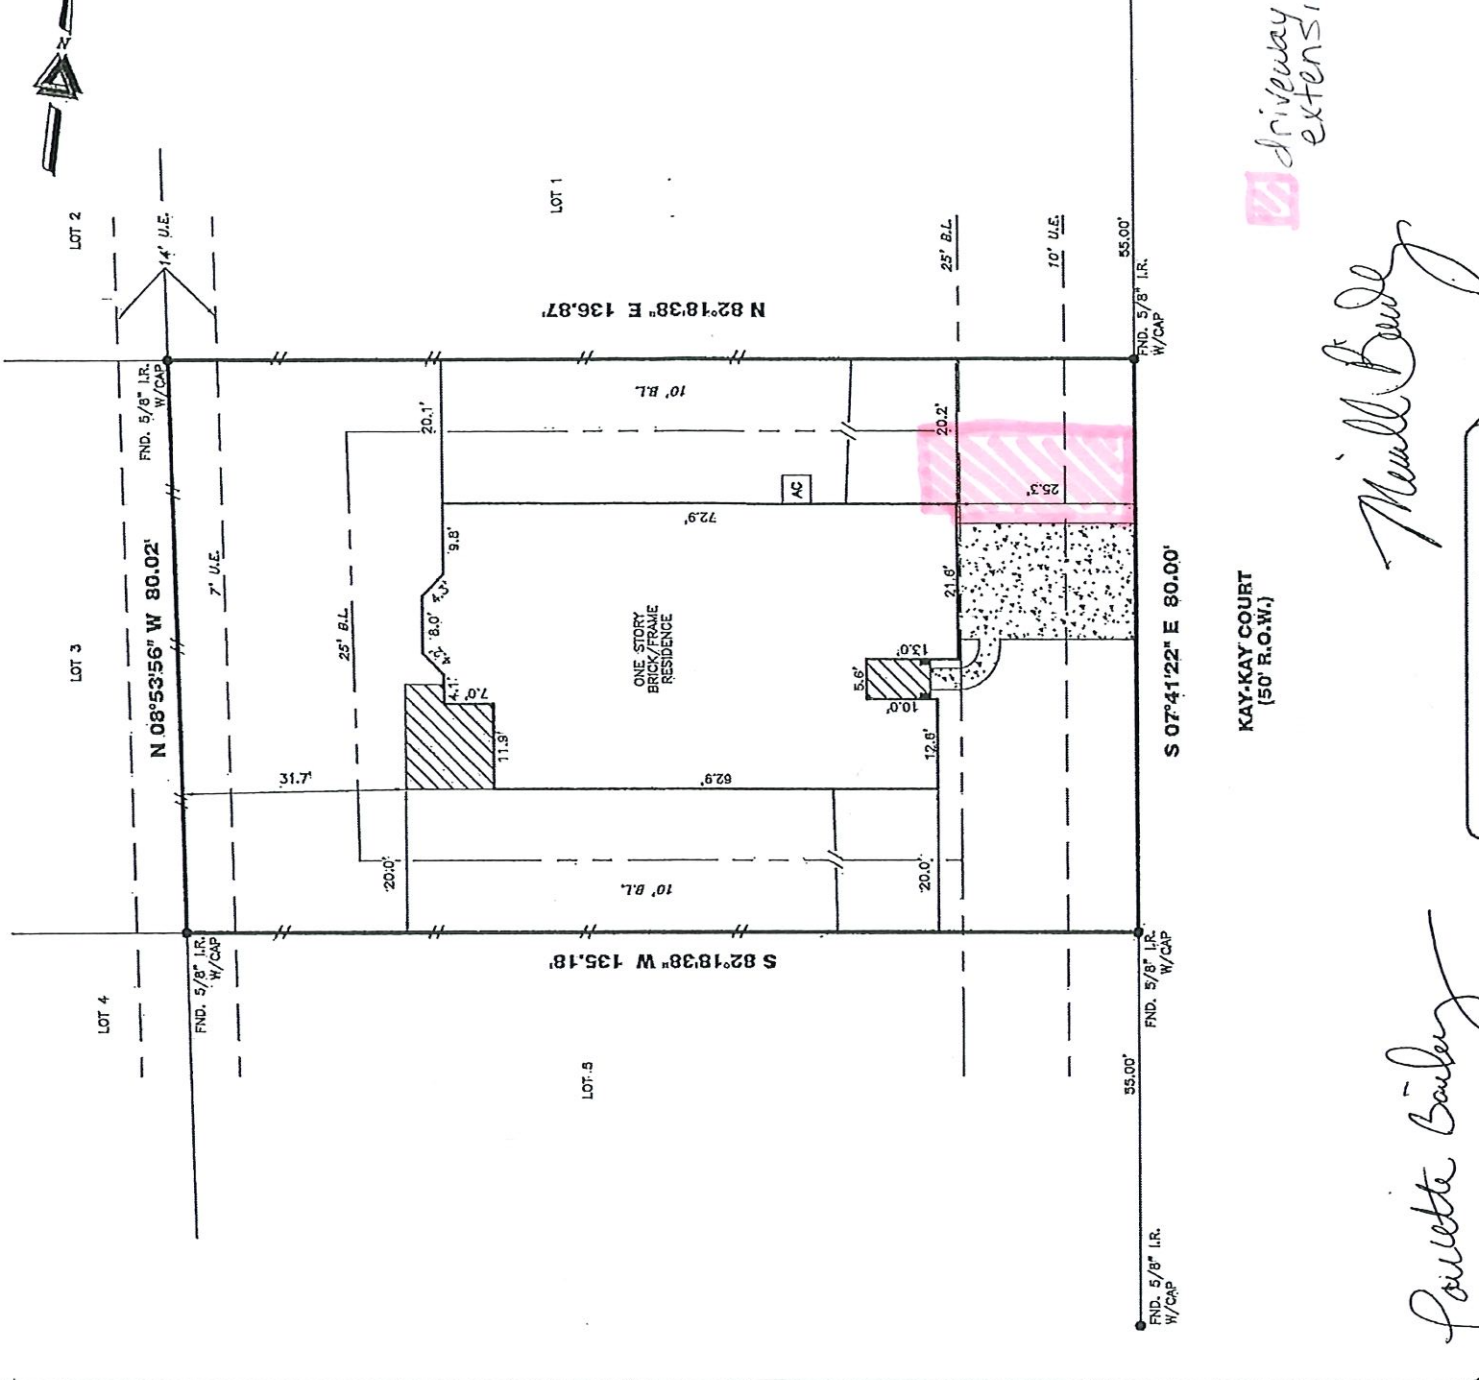 N
LOT 2
LOT 3
LOT 4
14' U.E.
7' U.E.
FND. 5/8" I.R.
W/CAP
N 08°53'56" W 80.02'
FND. 5/8" I.R.
W/CAP
LOT 1
N 82°18'38" E 136.87'
10' B.L.
25' B.L.
31.7'
20.1'
20.2'
9.8'
4.3'
8.0'
4.2'
4.1'
7.0'
11.9'
72.9'
AC
ONE STORY
BRICK/FRAME
RESIDENCE
62.9'
5.6'
13.0'
10.0'
12.6'
21.6'
25.3'
20.0'
20.0'
10' B.L.
S 82°18'38" W 135.18'
LOT 5
25' B.L.
10' U.E.
55.00'
FND. 5/8" I.R.
W/CAP
S 07°41'22" E 80.00'
KAY-KAY COURT
(50' R.O.W.)
FND. 5/8" I.R.
W/CAP
55.00'
FND. 5/8" I.R.
W/CAP
driveway
extens